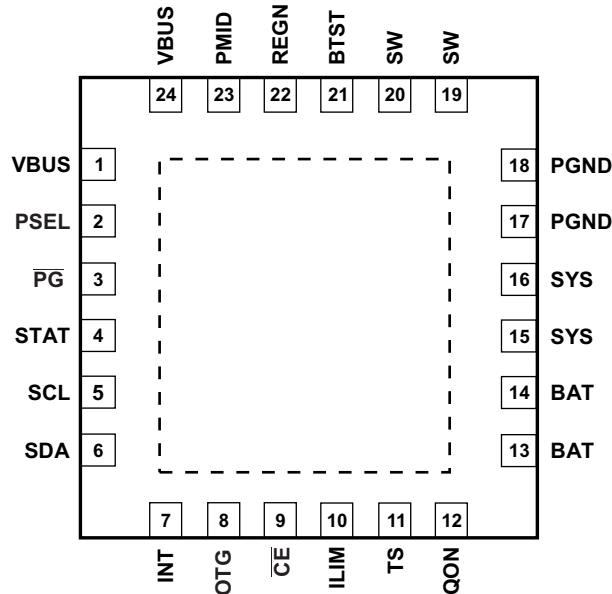 VBUS PMID REGN BTST SW SW
24 23 22 21 20 19
VBUS 1 18 PGND
PSEL 2 17 PGND
P̅G̅ 3 16 SYS
STAT 4 15 SYS
SCL 5 14 BAT
SDA 6 13 BAT
7 8 9 10 11 12
INT OTG C̅E̅ ILIM TS QON